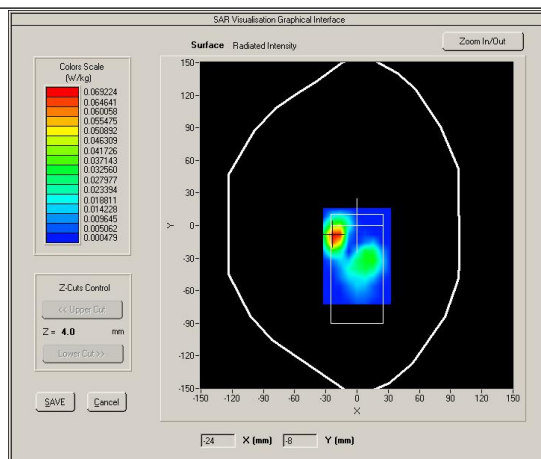 SAR Visualisation Graphical Interface
Surface Radiated Intensity
Zoom In/Out
Colors Scale
(W/kg)
0.069224
0.064641
0.060058
0.055475
0.050892
0.046309
0.041726
0.037143
0.032560
0.027977
0.023394
0.018811
0.014228
0.009645
0.005062
0.000479
Z-Cuts Control
<< Upper Cut
Z = 4.0 mm
Lower Cut >>
SAVE Cancel
150
120
90
60
30
0
-30
-60
-90
-120
-150
Y
-150 -120 -90 -60 -30 0 30 60 90 120 150
X
-24 X (mm) -8 Y (mm)